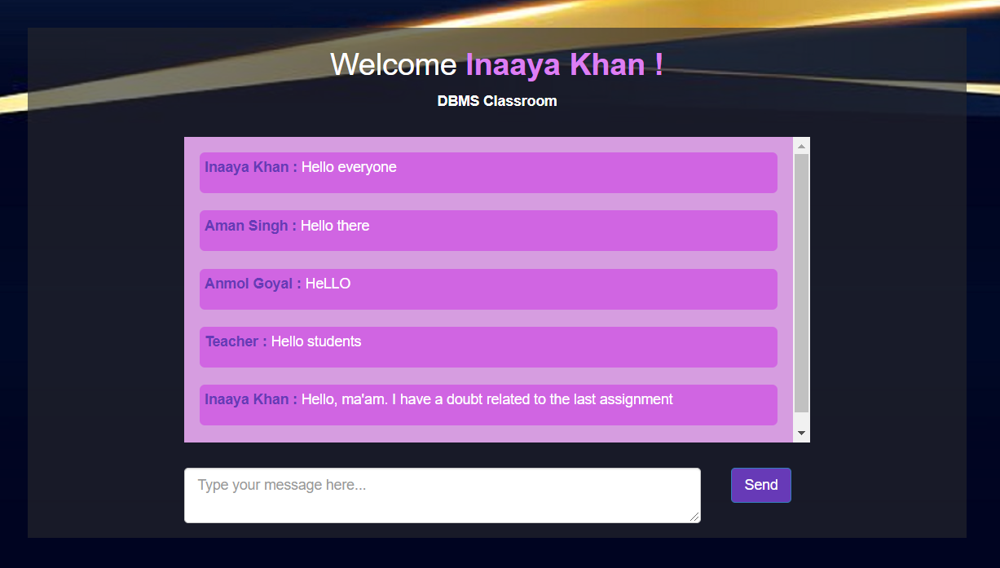 Welcome Inaaya Khan !
DBMS Classroom
Inaaya Khan : Hello everyone
Aman Singh : Hello there
Anmol Goyal : HeLLO
Teacher : Hello students
Inaaya Khan : Hello, ma'am. I have a doubt related to the last assignment
Type your message here...
Send